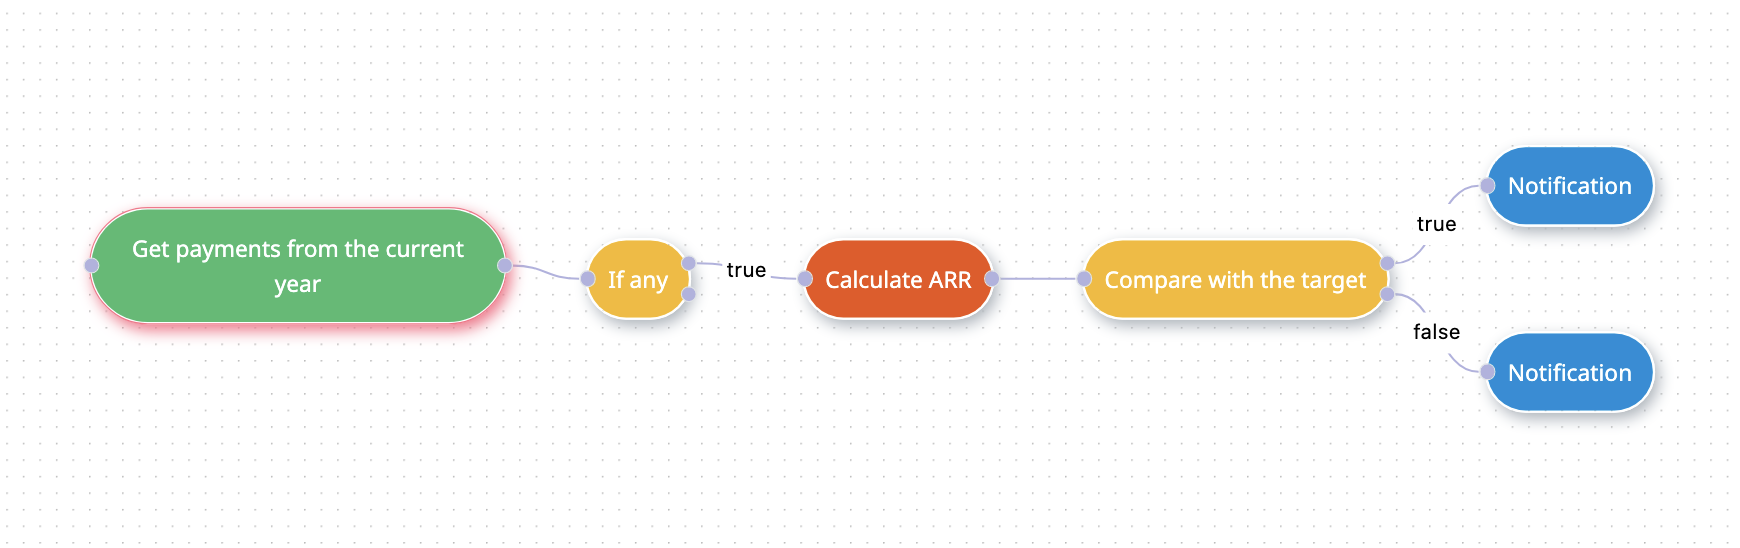 Get payments from the current
year
If any
true
Calculate ARR
Compare with the target
true
Notification
false
Notification